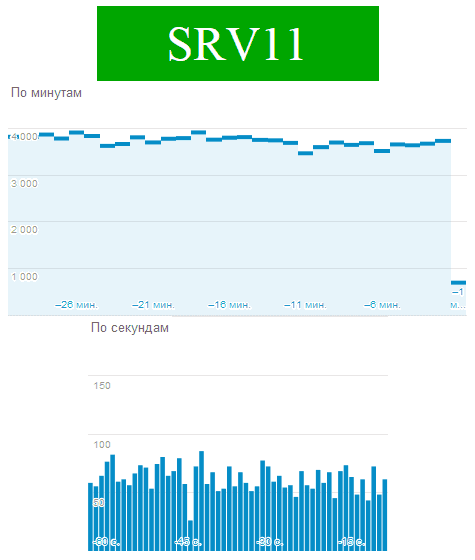 SRV11
По минутам
4 000
3 000
2 000
1 000
–26 мин.
–21 мин.
–16 мин.
–11 мин.
–6 мин.
–1
м...
По секундам
150
100
50
-60 с.
-45 с.
-30 с.
-15 с.